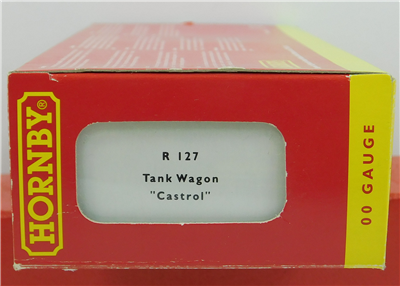 HORNBY®
R 127
Tank Wagon
"Castrol"
00 GAUGE